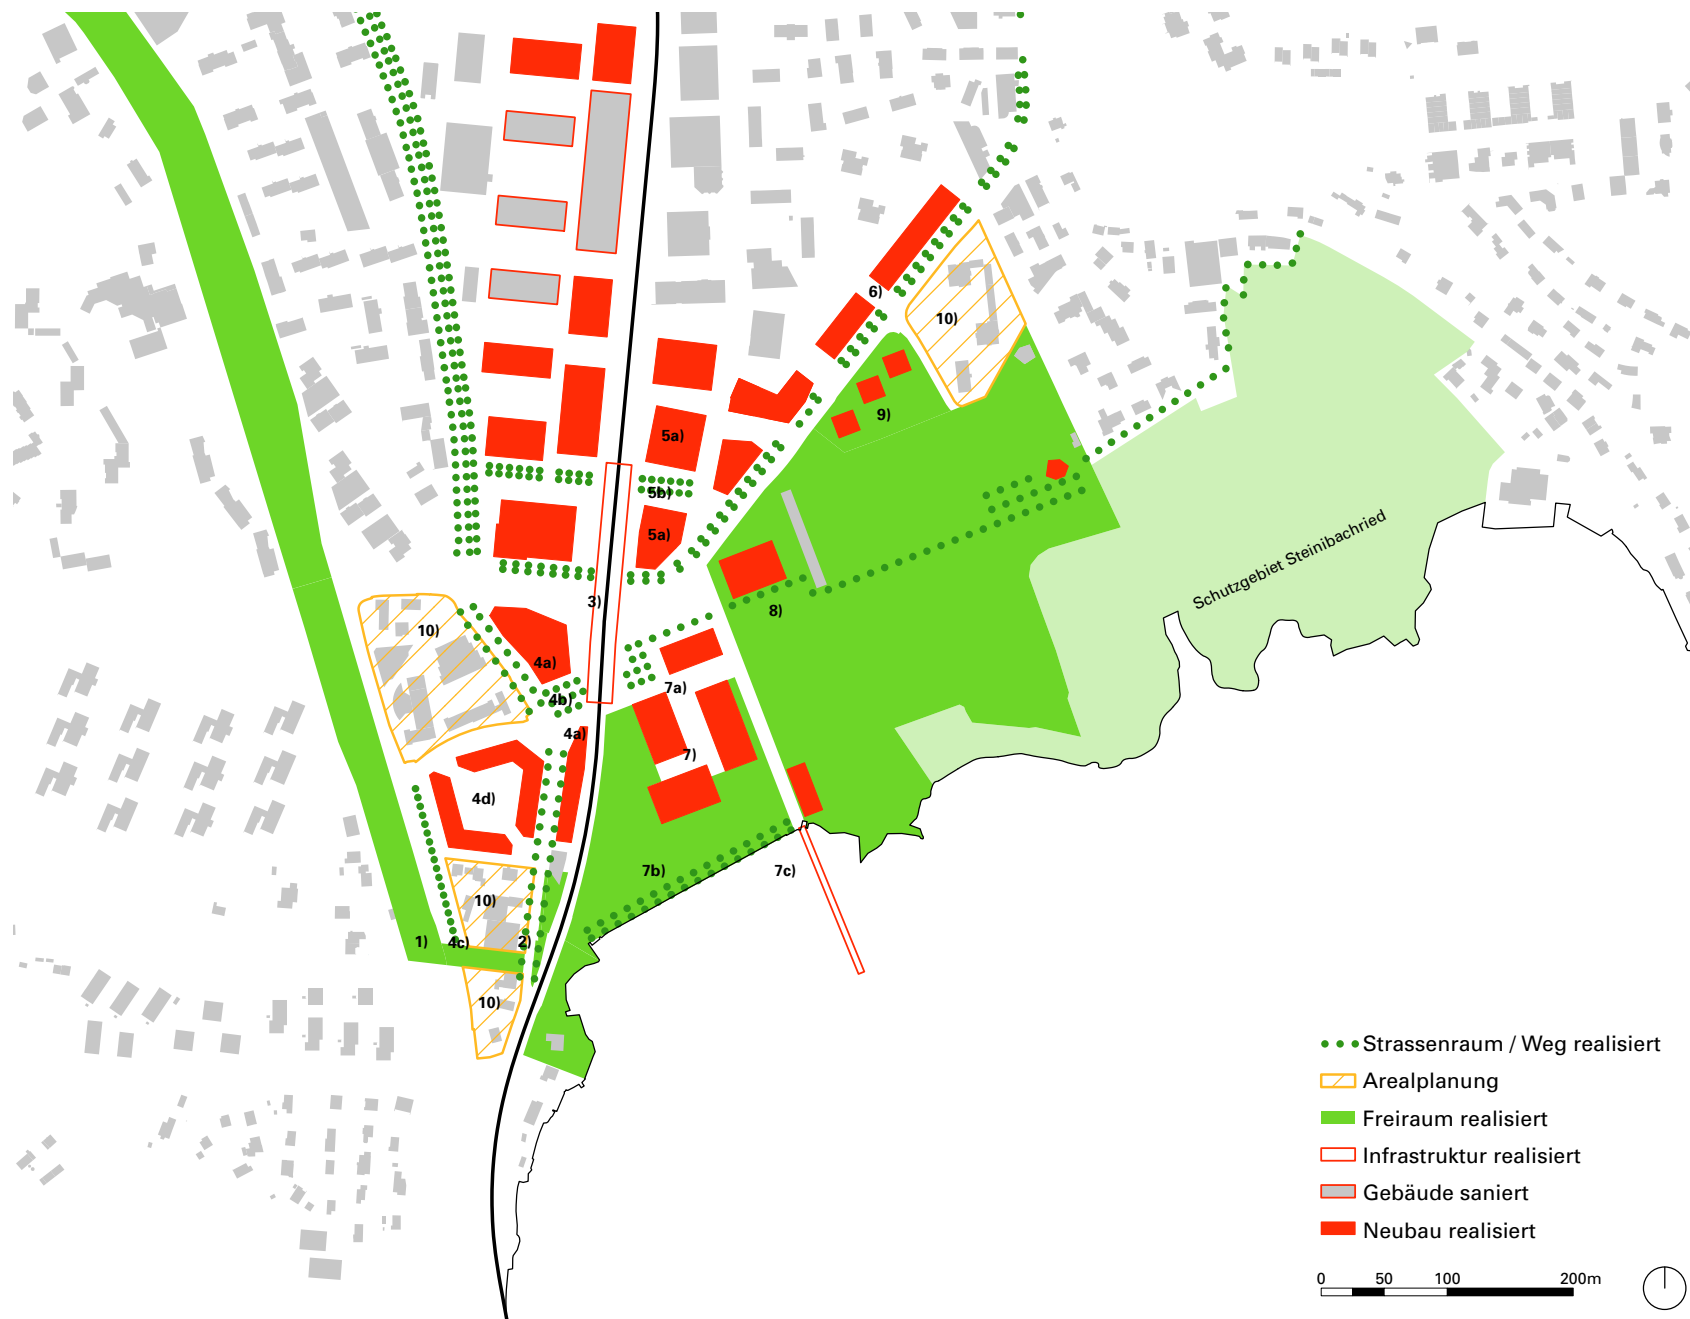 6)
10)
9)
5a)
5b)
Schutzgebiet Steinibachried
5a)
3)
8)
10)
4a)
7a)
4b)
4a)
7)
4d)
7b)
7c)
10)
1)
4c)
2)
10)
Strassenraum / Weg realisiert
Arealplanung
Freiraum realisiert
Infrastruktur realisiert
Gebäude saniert
Neubau realisiert
0 50 100 200m